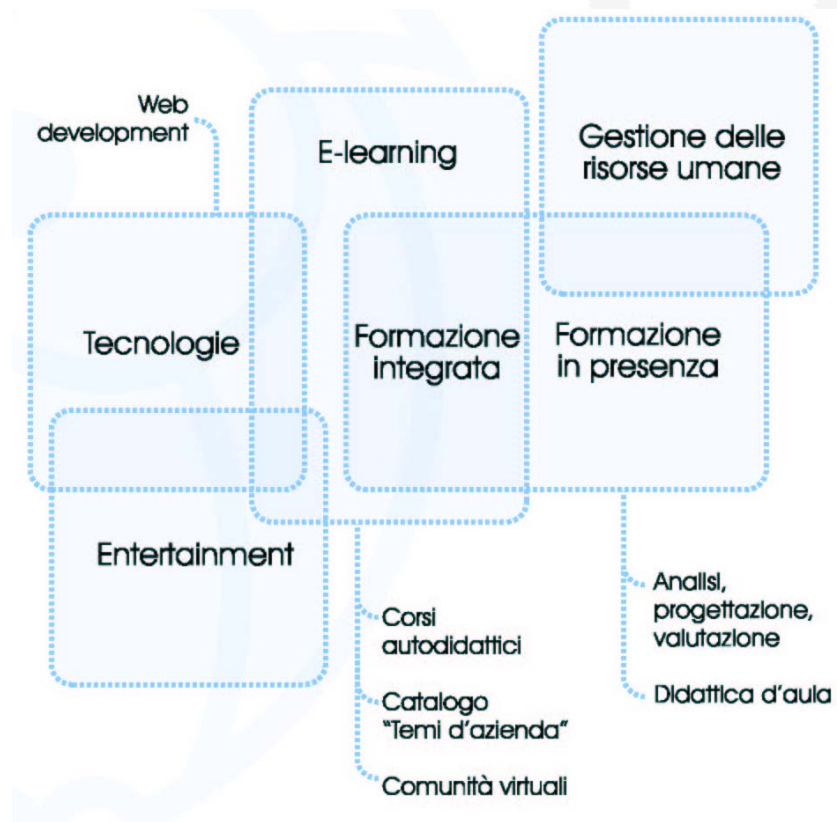 Web
development
E-learning
Gestione delle
risorse umane
Tecnologie
Formazione
integrata
Formazione
in presenza
Entertainment
Corsi
autodidattici
Catalogo
"Temi d'azienda"
Comunità virtuali
Analisi,
progettazione,
valutazione
Didattica d'aula